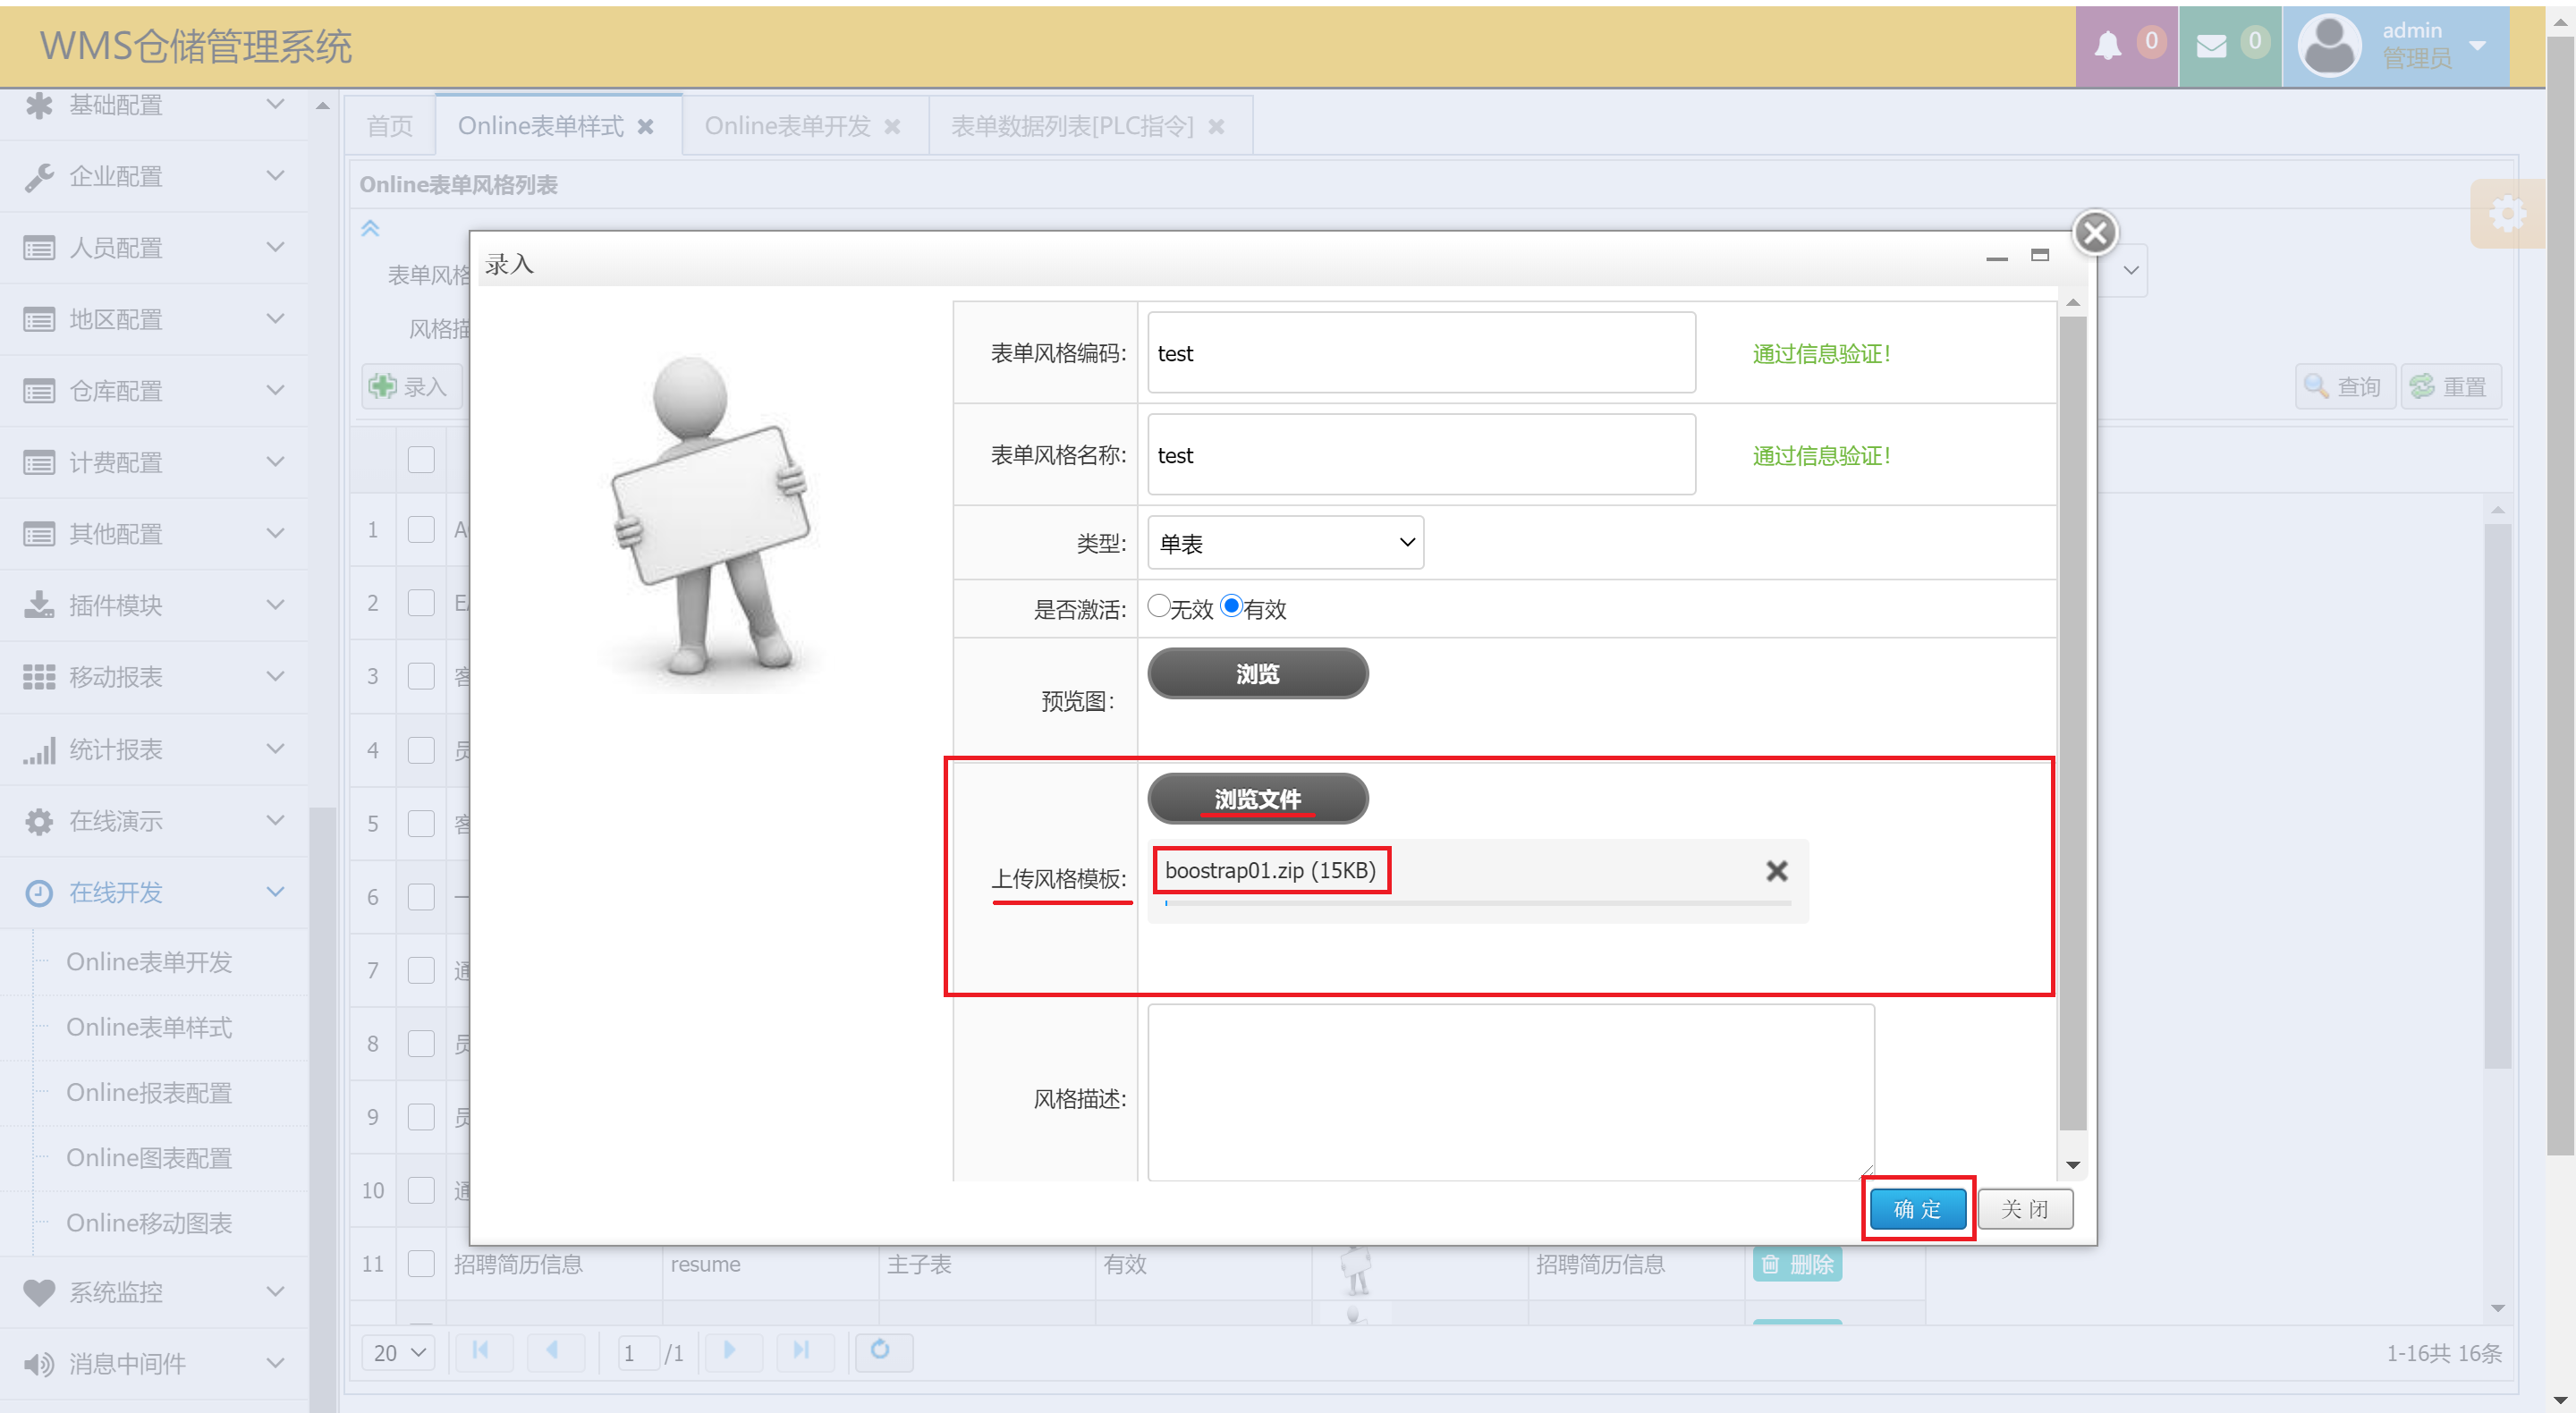 WMS仓储管理系统
0
0
admin
管理员
基础配置
企业配置
人员配置
地区配置
仓库配置
计费配置
其他配置
插件模块
移动报表
统计报表
在线演示
在线开发
Online表单开发
Online表单样式
Online报表配置
Online图表配置
Online移动图表
系统监控
消息中间件
首页
Online表单样式
Online表单开发
表单数据列表[PLC指令]
Online表单风格列表
表单风格
风格描
录入
查询
重置
录入
表单风格编码:
test
通过信息验证！
表单风格名称:
test
通过信息验证！
类型:
单表
是否激活:
无效
有效
预览图:
浏览
上传风格模板:
浏览文件
boostrap01.zip (15KB)
风格描述:
确 定
关 闭
1
2
3 客
4 员
5 客
6 一
7 通
8 员
9 员
10 通
11 招聘简历信息 resume 主子表 有效 招聘简历信息 删除
20
1 /1
1-16共 16条